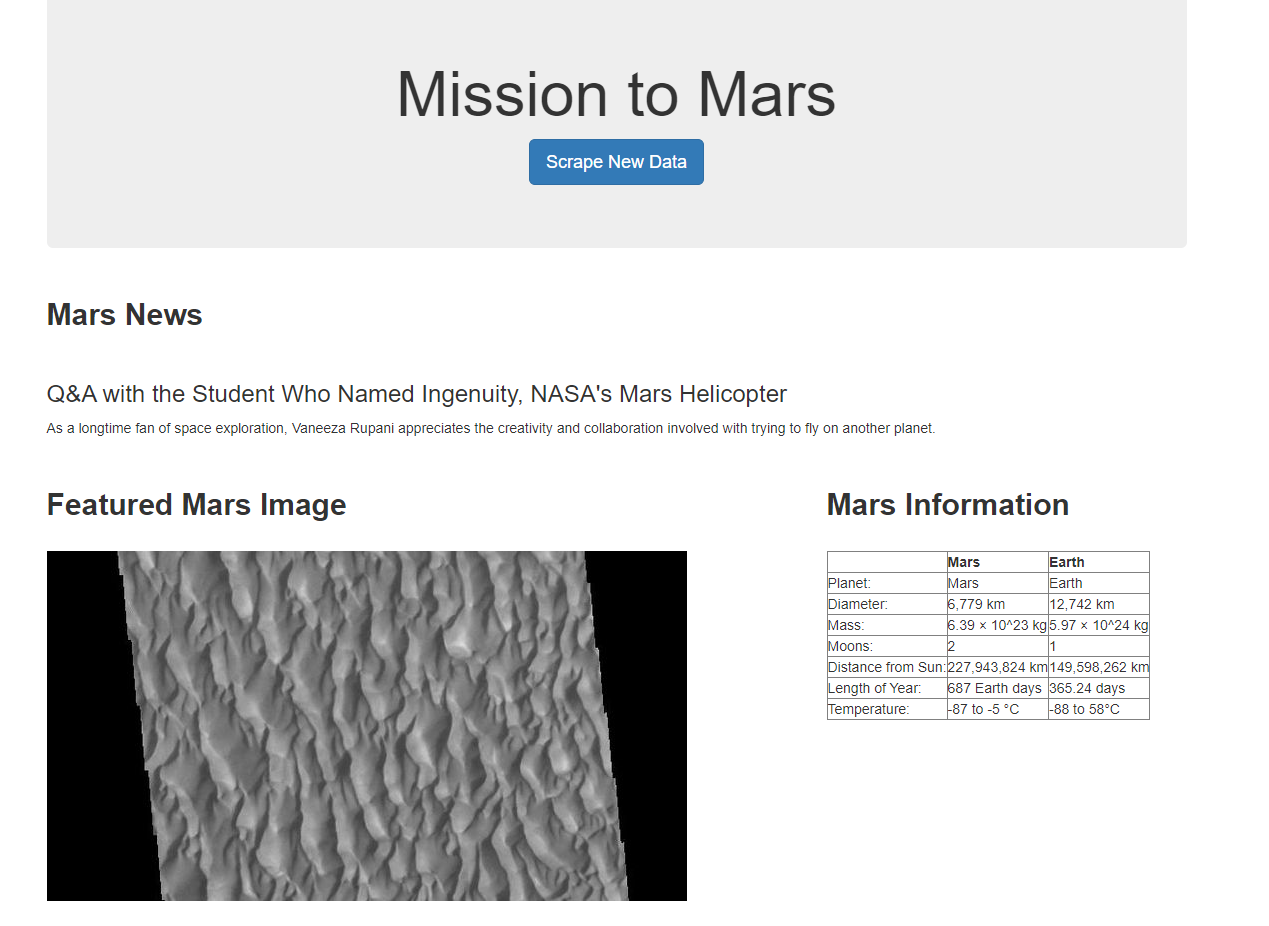 Mission to Mars
Scrape New Data
Mars News
Q&A with the Student Who Named Ingenuity, NASA's Mars Helicopter
As a longtime fan of space exploration, Vaneeza Rupani appreciates the creativity and collaboration involved with trying to fly on another planet.
Featured Mars Image
Mars Information
Mars Earth
Planet: Mars Earth
Diameter: 6,779 km 12,742 km
Mass: 6.39 × 10^23 kg 5.97 × 10^24 kg
Moons: 2 1
Distance from Sun: 227,943,824 km 149,598,262 km
Length of Year: 687 Earth days 365.24 days
Temperature: -87 to -5 °C -88 to 58°C